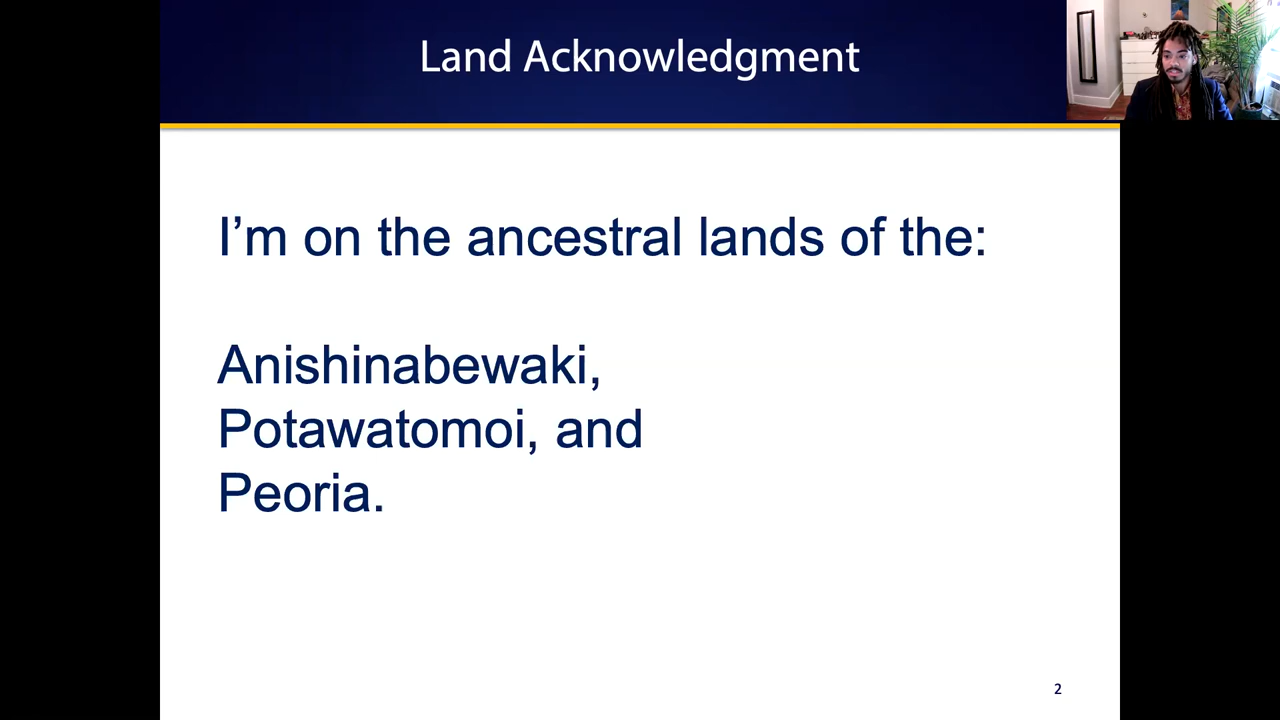 Land Acknowledgment
I’m on the ancestral lands of the:
Anishinabewaki,
Potawatomoi, and
Peoria.
2